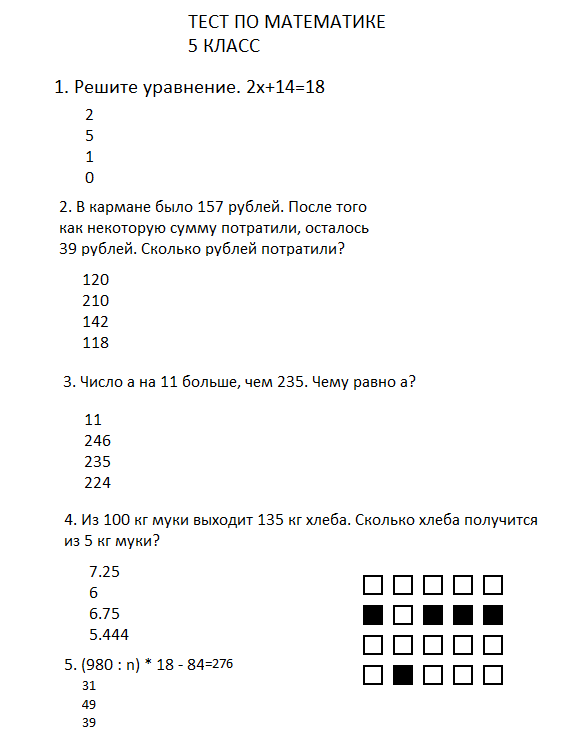 ТЕСТ ПО МАТЕМАТИКЕ
5 КЛАСС
1. Решите уравнение. 2x+14=18
2
5
1
0
2. В кармане было 157 рублей. После того
как некоторую сумму потратили, осталось
39 рублей. Сколько рублей потратили?
120
210
142
118
3. Число a на 11 больше, чем 235. Чему равно a?
11
246
235
224
4. Из 100 кг муки выходит 135 кг хлеба. Сколько хлеба получится
из 5 кг муки?
7.25
6
6.75
5.444
5. (980 : n) * 18 - 84=276
31
49
39